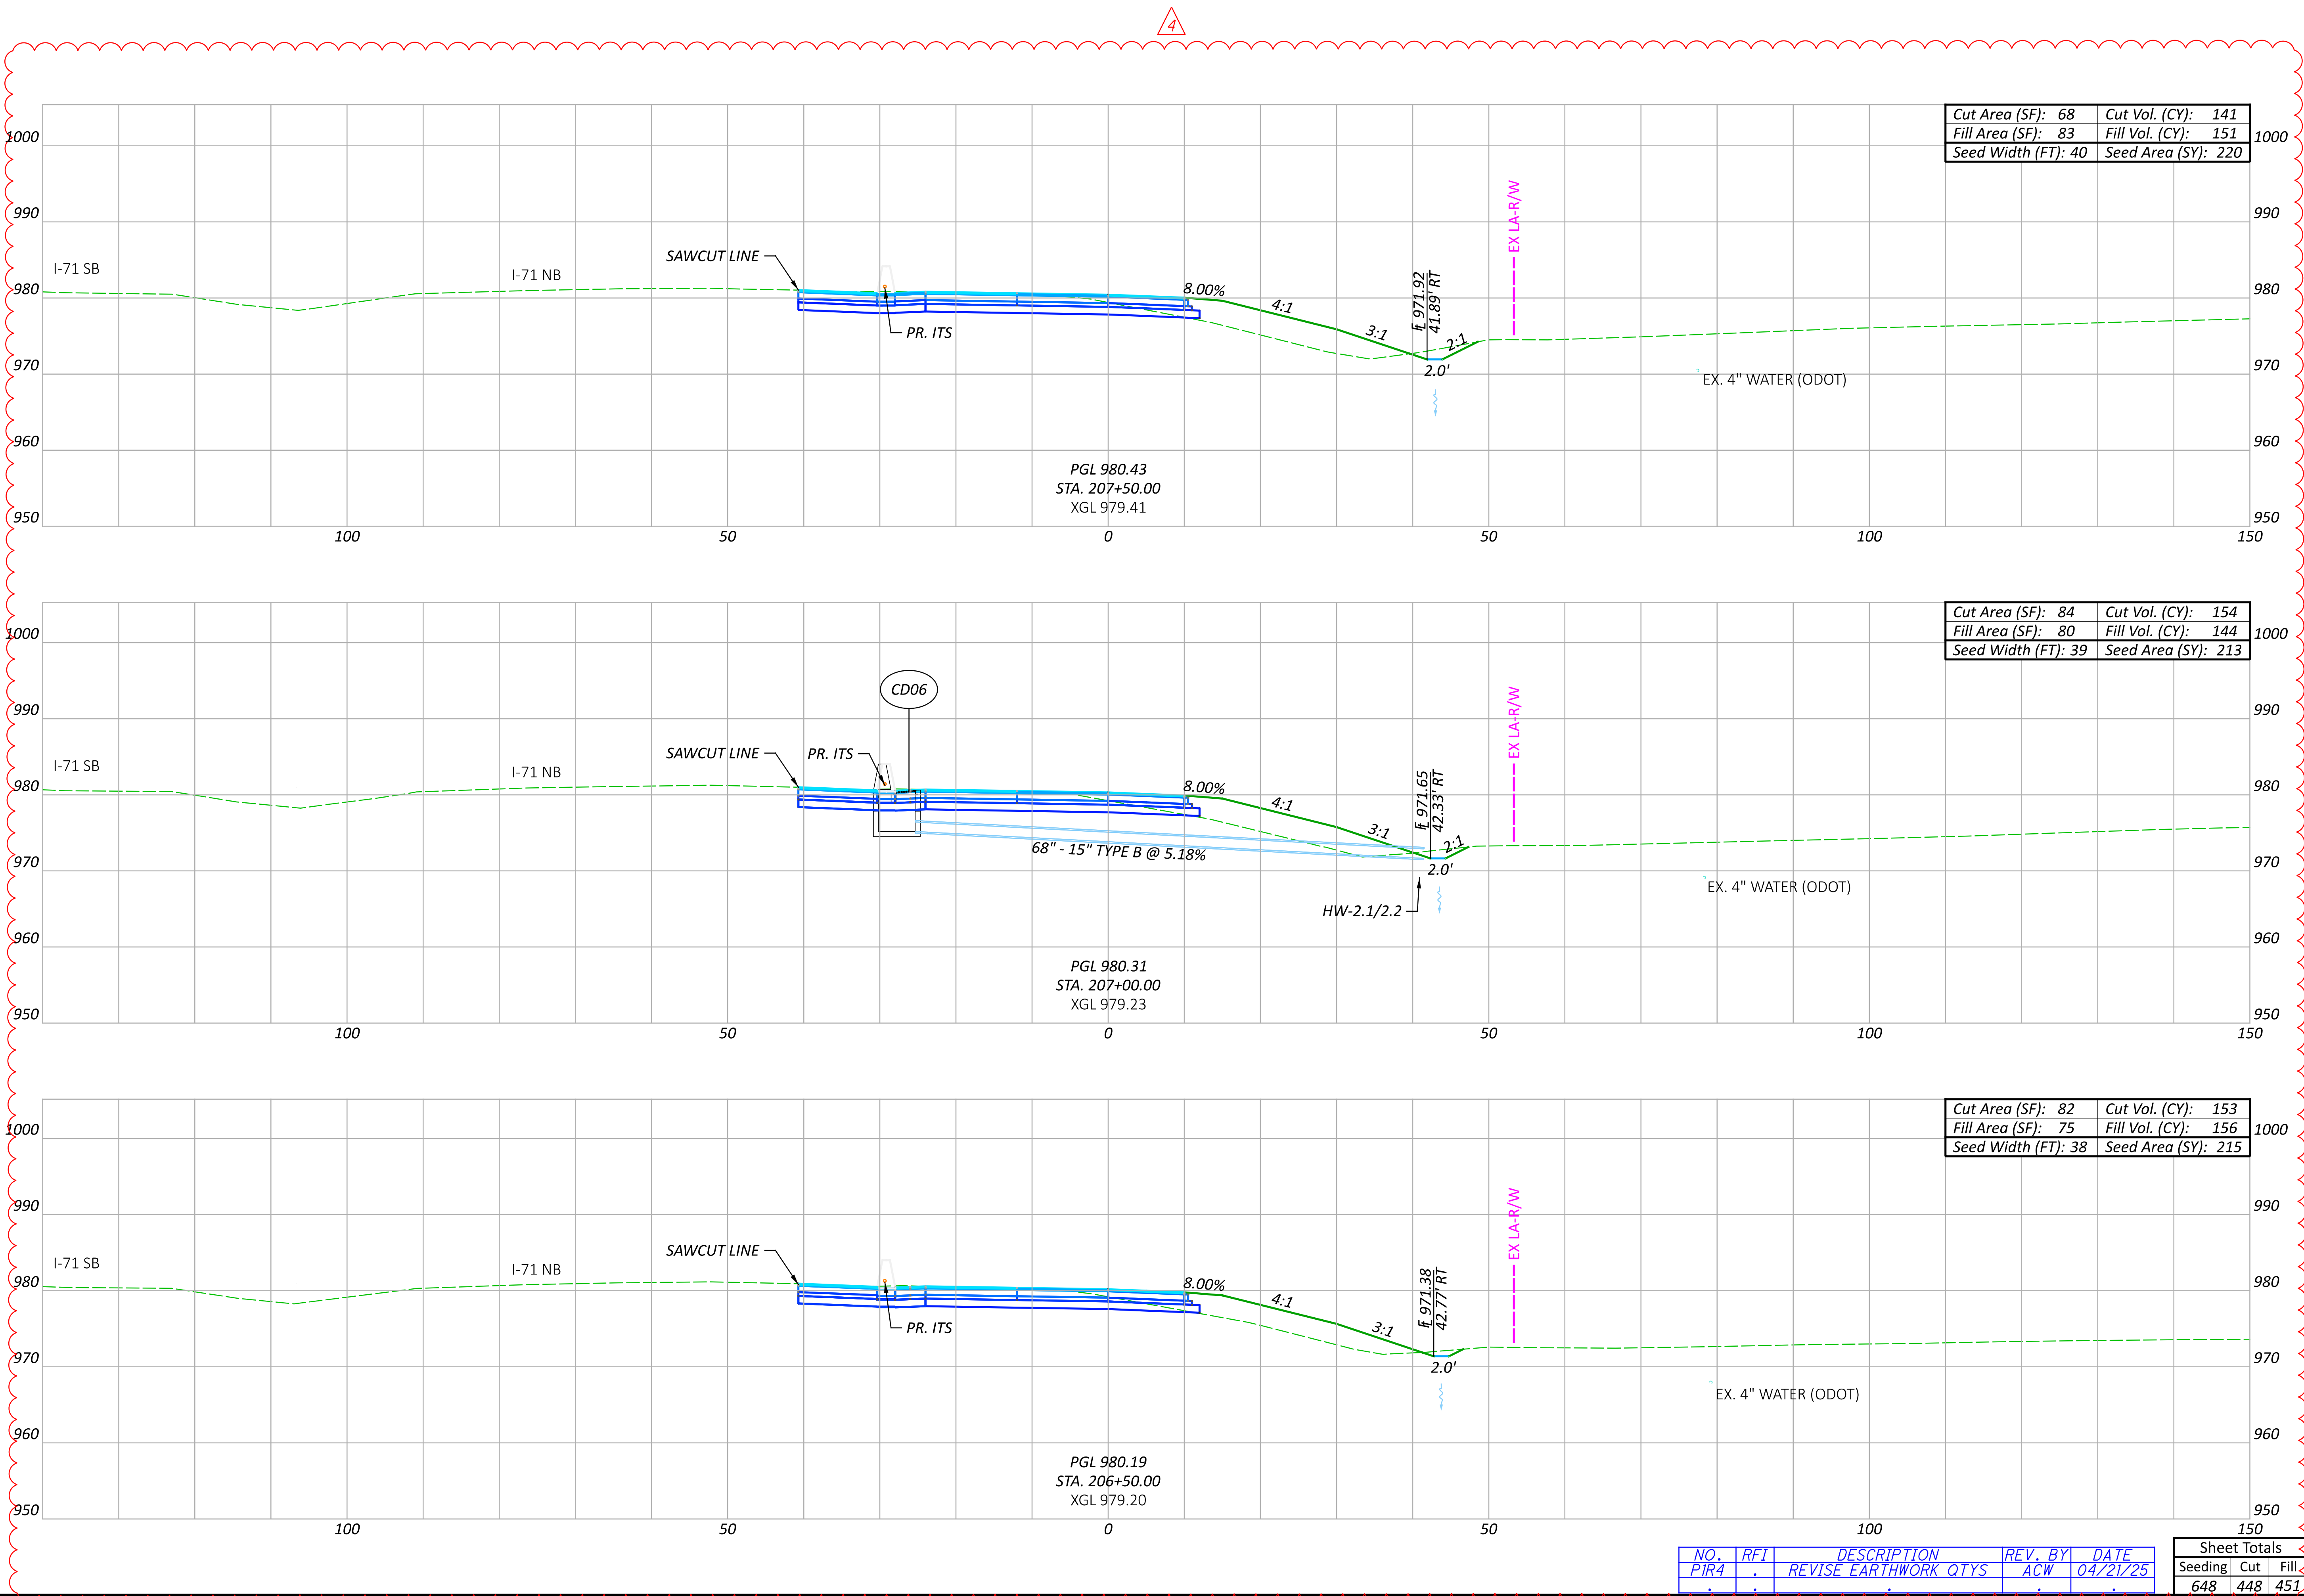 4
Cut Area (SF): 68 Cut Vol. (CY): 141
Fill Area (SF): 83 Fill Vol. (CY): 151
Seed Width (FT): 40 Seed Area (SY): 220
1000 1000
990 990
EX LA-R/W
SAWCUT LINE
I-71 SB
I-71 NB
980 980
8.00%
4:1
3:1
2:1
FL 971.92
41.89' RT
PR. ITS
970 970
2.0'
EX. 4" WATER (ODOT)
960 960
PGL 980.43
STA. 207+50.00
XGL 979.41
950 950
100 50 0 50 100 150
Cut Area (SF): 84 Cut Vol. (CY): 154
Fill Area (SF): 80 Fill Vol. (CY): 144
Seed Width (FT): 39 Seed Area (SY): 213
1000 1000
CD06
990 990
EX LA-R/W
SAWCUT LINE
PR. ITS
I-71 SB
I-71 NB
980 980
8.00%
4:1
3:1
2:1
FL 971.65
42.33' RT
68" - 15" TYPE B @ 5.18%
970 970
2.0'
EX. 4" WATER (ODOT)
HW-2.1/2.2
960 960
PGL 980.31
STA. 207+00.00
XGL 979.23
950 950
100 50 0 50 100 150
Cut Area (SF): 82 Cut Vol. (CY): 153
Fill Area (SF): 75 Fill Vol. (CY): 156
Seed Width (FT): 38 Seed Area (SY): 215
1000 1000
990 990
EX LA-R/W
SAWCUT LINE
I-71 SB
I-71 NB
980 980
8.00%
4:1
3:1
FL 971.38
42.77' RT
PR. ITS
970 970
2.0'
EX. 4" WATER (ODOT)
960 960
PGL 980.19
STA. 206+50.00
XGL 979.20
950 950
100 50 0 50 100 150
NO. RFI DESCRIPTION REV. BY DATE
P1R4 . REVISE EARTHWORK QTYS ACW 04/21/25
. . . . .
Sheet Totals
Seeding Cut Fill
648 448 451